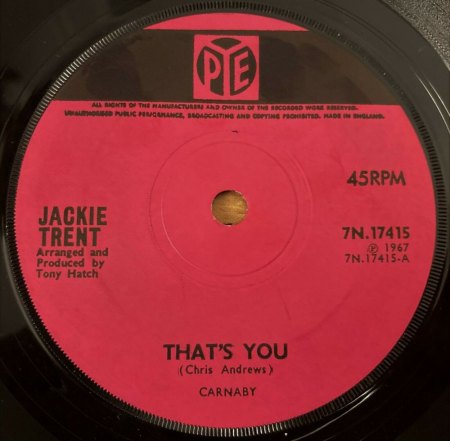 PYE
ALL RIGHTS OF THE MANUFACTURERS AND OWNER OF THE RECORDED WORK RESERVED.
UNAUTHORISED PUBLIC PERFORMANCE, BROADCASTING AND COPYING PROHIBITED. MADE IN ENGLAND.
45RPM
JACKIE
TRENT
Arranged and
Produced by
Tony Hatch
7N.17415
℗ 1967
7N.17415-A
THAT'S YOU
(Chris Andrews)
CARNABY